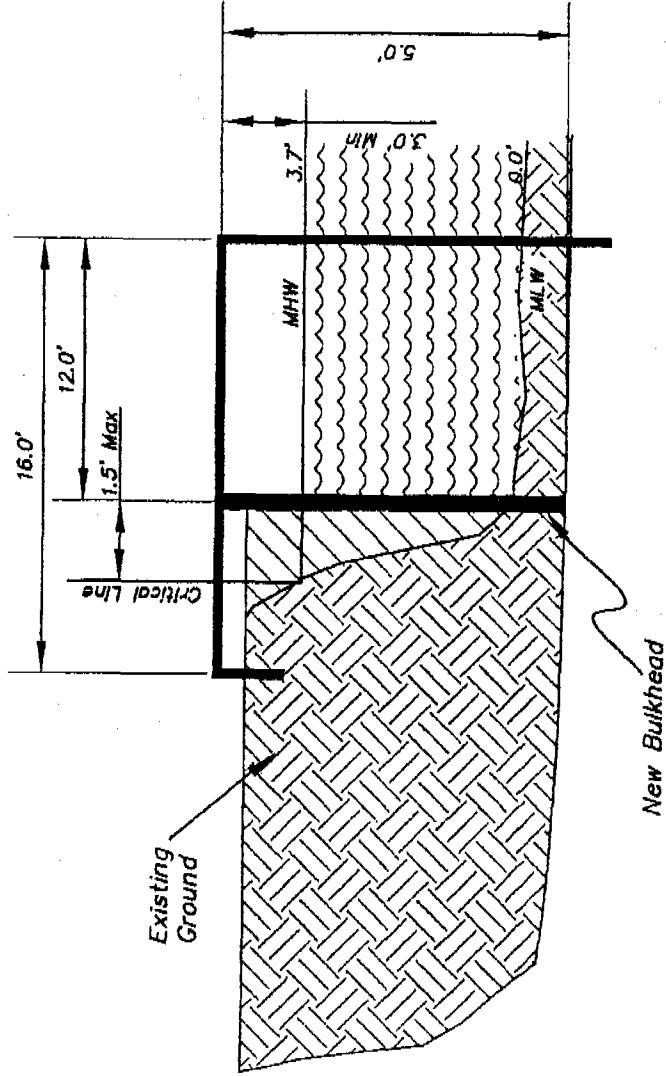 16.0'
12.0'
1.5' Max
Critical Line
MHW
3.7'
3.0' Min
5.0'
0.0'
MLW
Existing
Ground
New Bulkhead